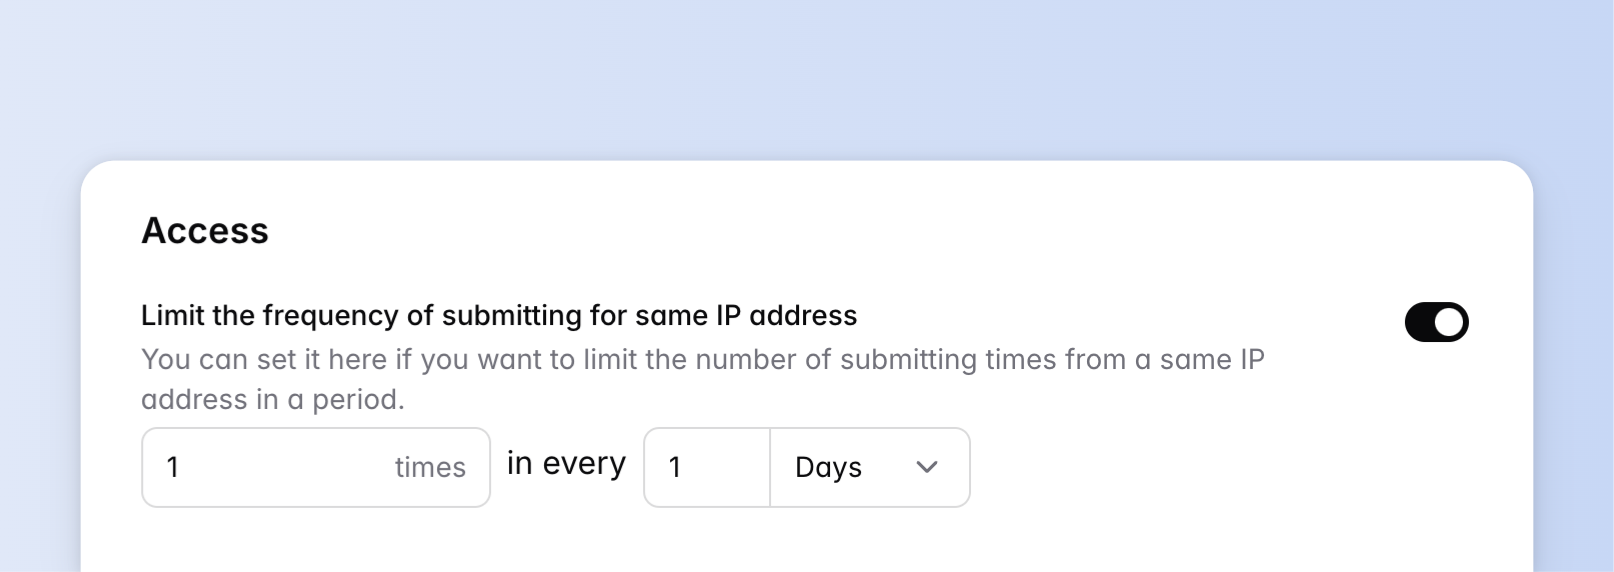 Access
Limit the frequency of submitting for same IP address
You can set it here if you want to limit the number of submitting times from a same IP
address in a period.
1 times in every 1 Days